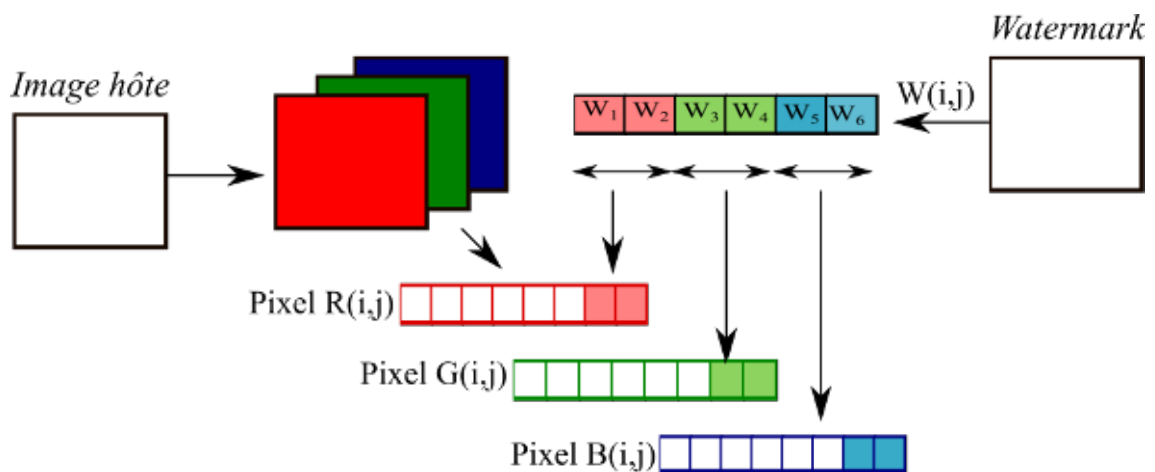 Image hôte
Watermark
W(i,j)
W₁ W₂ W₃ W₄ W₅ W₆
Pixel R(i,j)
Pixel G(i,j)
Pixel B(i,j)